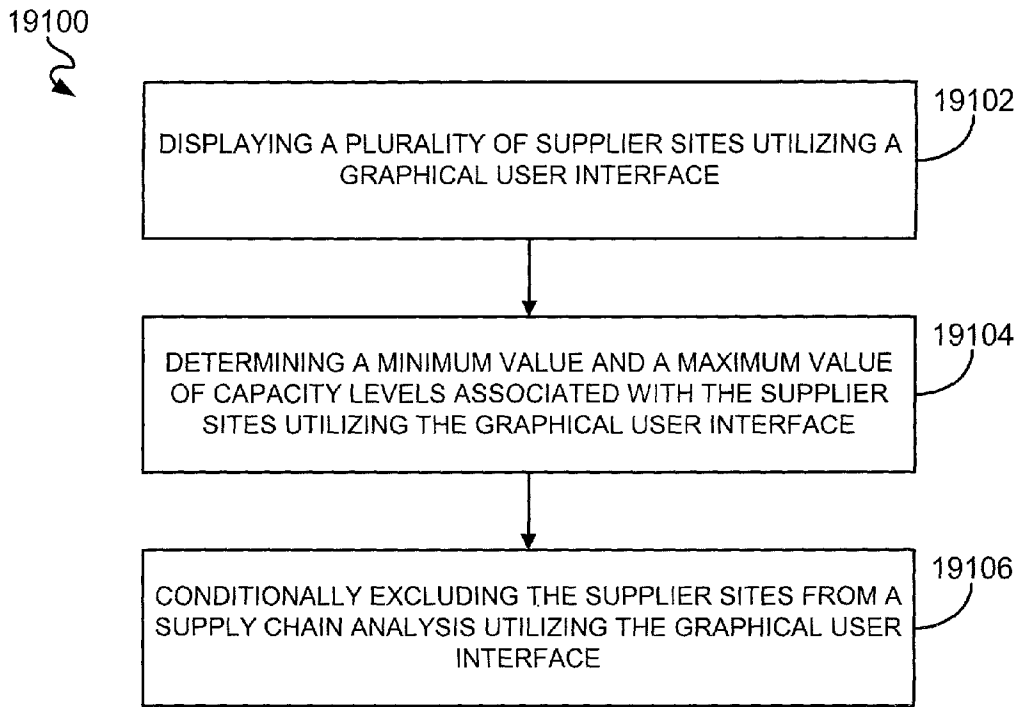 19100
19102
DISPLAYING A PLURALITY OF SUPPLIER SITES UTILIZING A
GRAPHICAL USER INTERFACE
19104
DETERMINING A MINIMUM VALUE AND A MAXIMUM VALUE
OF CAPACITY LEVELS ASSOCIATED WITH THE SUPPLIER
SITES UTILIZING THE GRAPHICAL USER INTERFACE
19106
CONDITIONALLY EXCLUDING THE SUPPLIER SITES FROM A
SUPPLY CHAIN ANALYSIS UTILIZING THE GRAPHICAL USER
INTERFACE